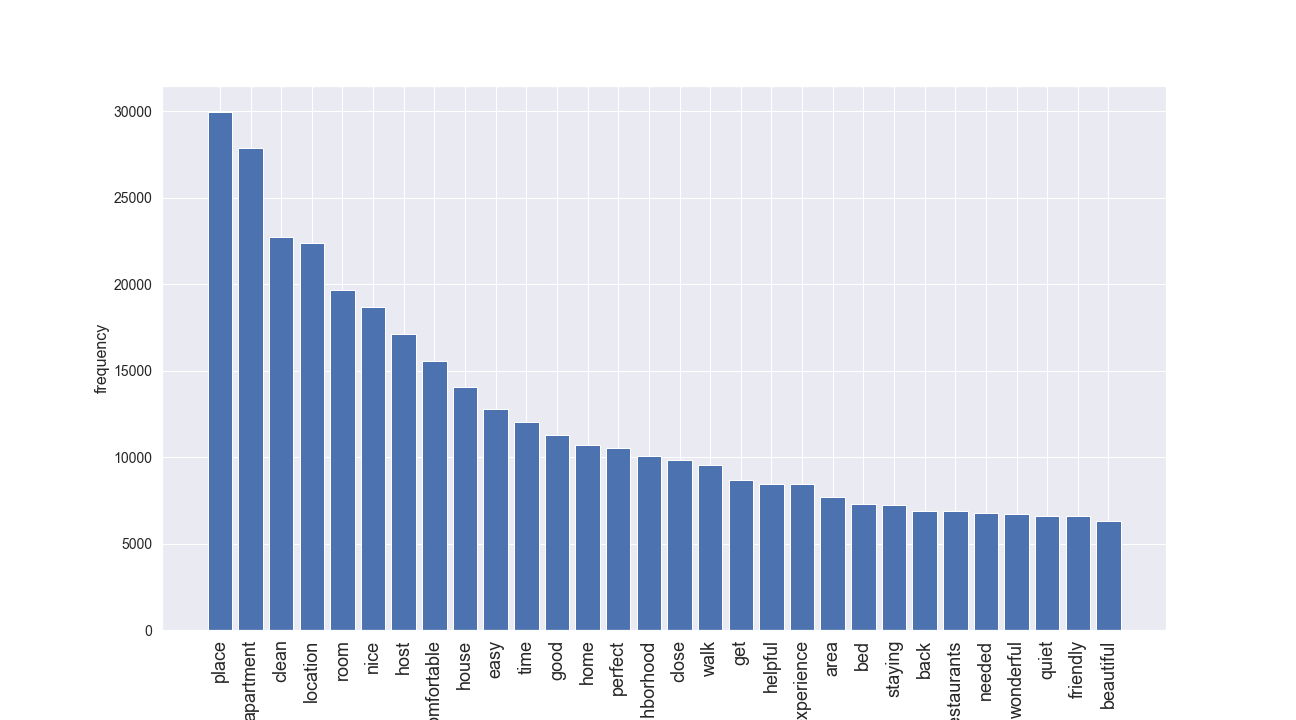 30000
25000
20000
15000
10000
5000
0
frequency
place
apartment
clean
location
room
nice
host
omfortable
house
easy
time
good
home
perfect
hborhood
close
walk
get
helpful
xperience
area
bed
staying
back
estaurants
needed
wonderful
quiet
friendly
beautiful